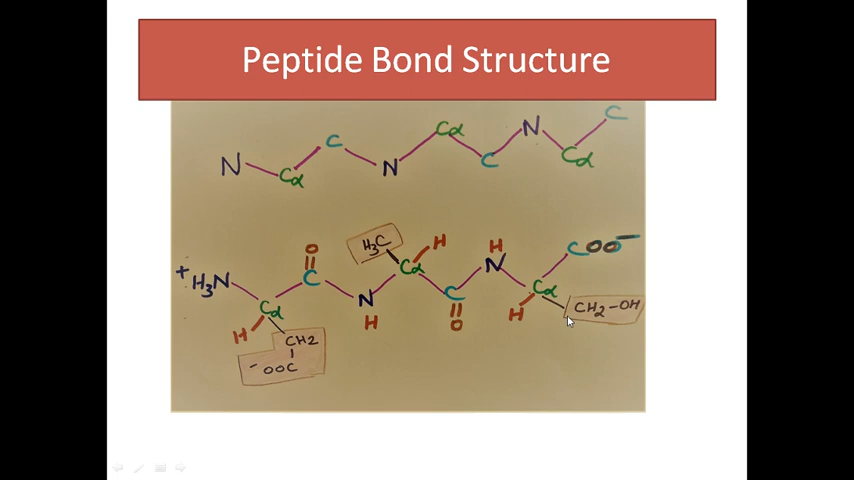 Peptide Bond Structure
N Cα C N Cα C N Cα C
+H3N Cα H CH2 -OOC C O N H H3C Cα H C O N H Cα H CH2-OH COO-